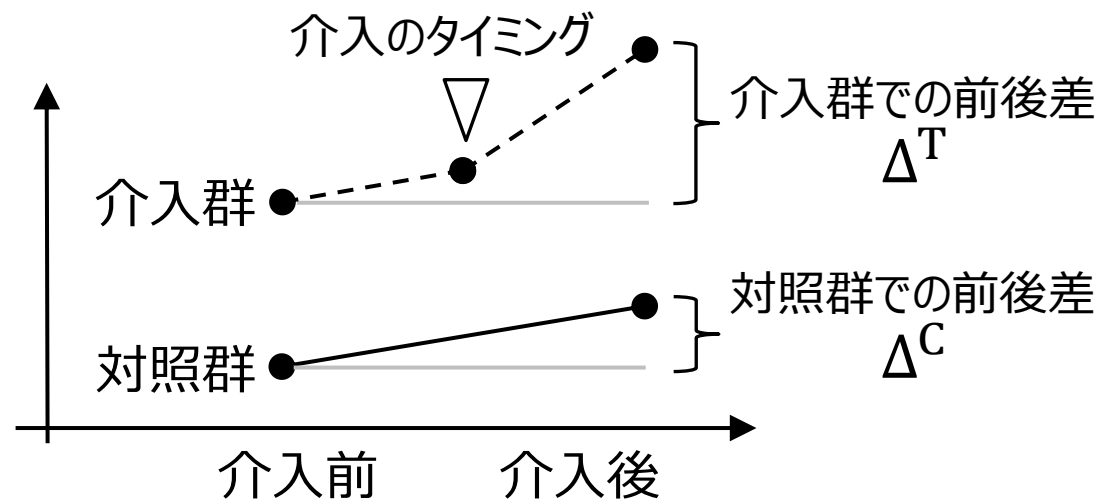 介入のタイミング
介入群での前後差
Δᵀ
介入群
対照群での前後差
Δᶜ
対照群
介入前
介入後